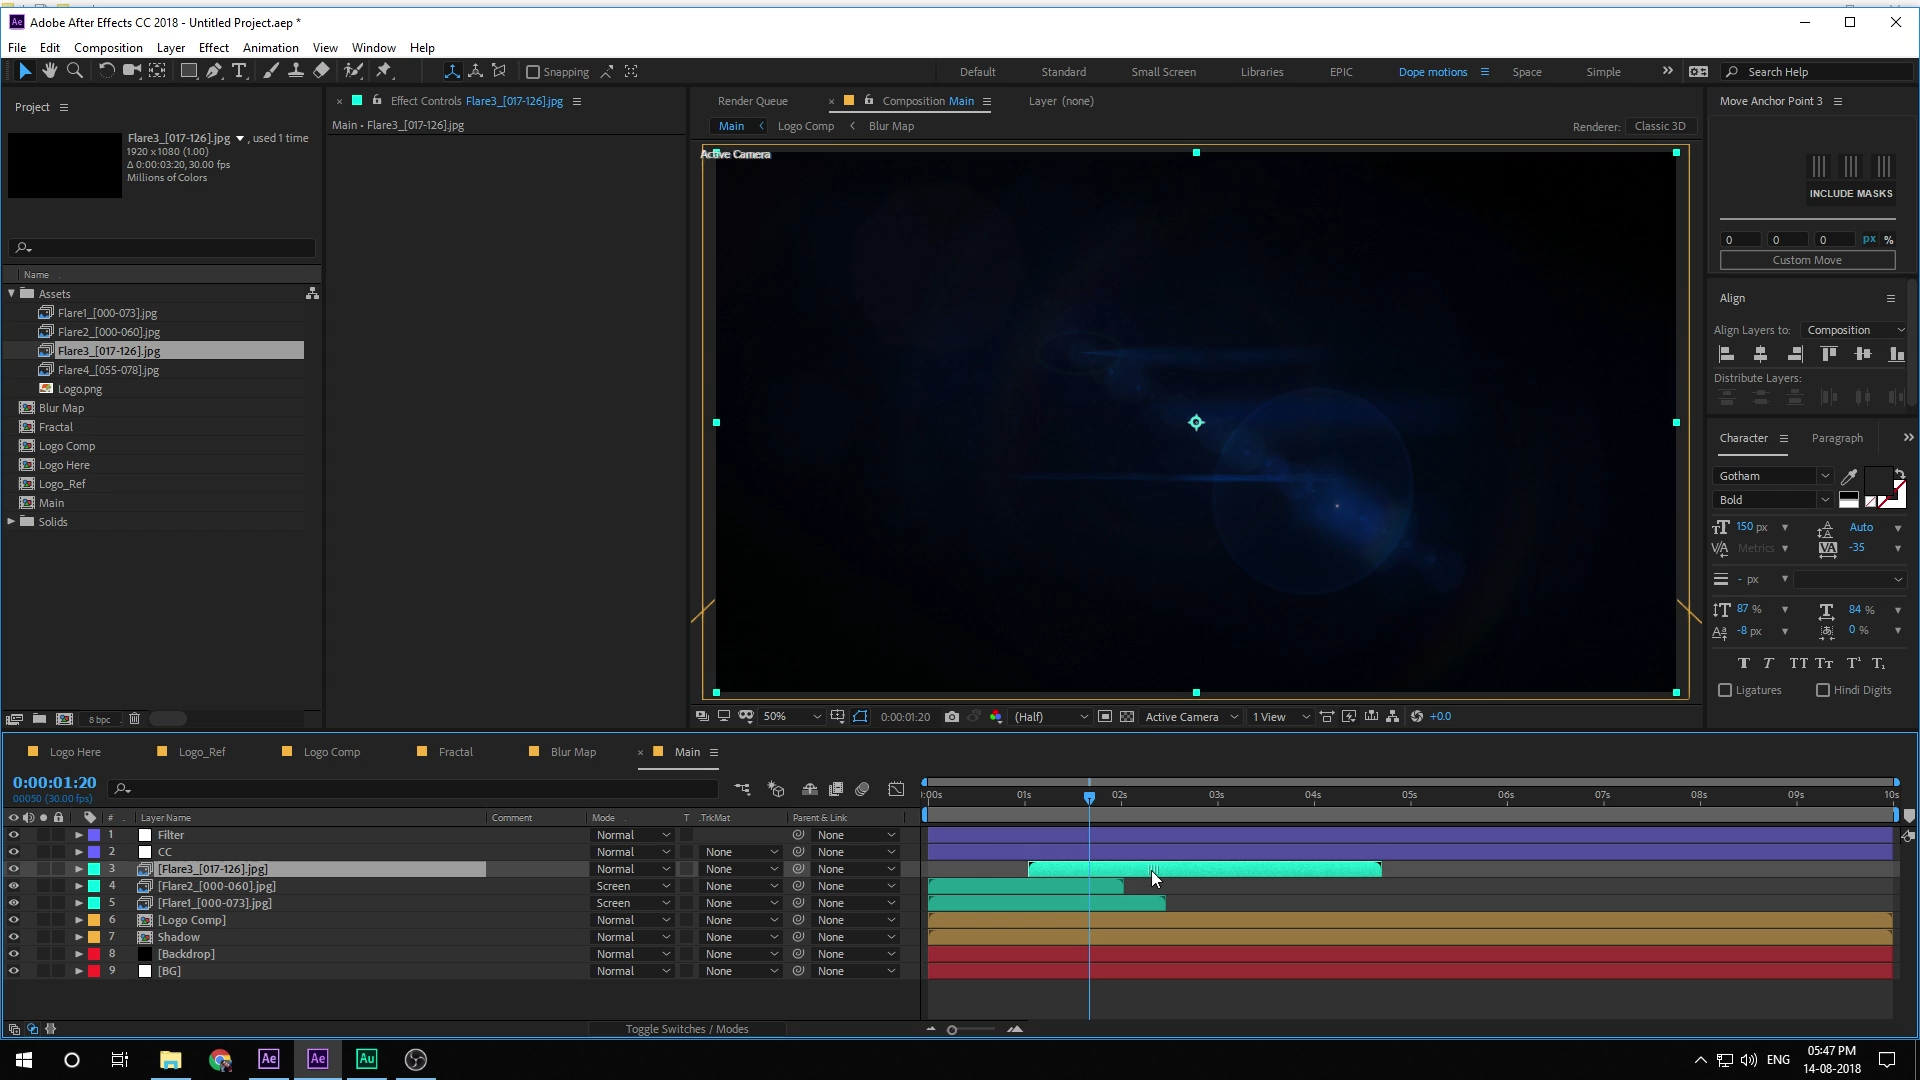 Adobe After Effects CC 2018 - Untitled Project.aep *
File Edit Composition Layer Effect Animation View Window Help
Snapping Default Standard Small Screen Libraries EPIC Dope motions Space Simple Search Help
Project
Flare3_[017-126].jpg , used 1 time
1920 x 1080 (1.00)
Δ 0:00:03:20, 30.00 fps
Millions of Colors
Name
Assets
Flare1_[000-073].jpg
Flare2_[000-060].jpg
Flare3_[017-126].jpg
Flare4_[055-078].jpg
Logo.png
Blur Map
Fractal
Logo Comp
Logo Here
Logo_Ref
Main
Solids
8 bpc
Effect Controls Flare3_[017-126].jpg
Main • Flare3_[017-126].jpg
Render Queue Composition Main Layer (none)
Main Logo Comp Blur Map Renderer: Classic 3D
Active Camera
50% 0:00:01:20 (Half) Active Camera 1 View +0.0
Move Anchor Point 3
INCLUDE MASKS
0 0 0 px %
Custom Move
Align
Align Layers to: Composition
Distribute Layers:
Character Paragraph
Gotham
Bold
150 px Auto
Metrics -35
- px
87 % 84 %
-8 px 0 %
T T TT Tт T¹ T₁
Ligatures Hindi Digits
Logo Here Logo_Ref Logo Comp Fractal Blur Map Main
0:00:01:20
00050 (30.00 fps)
:00s 01s 02s 03s 04s 05s 06s 07s 08s 09s 10s
# Layer Name Comment Mode T .TrkMat Parent & Link
1 Filter Normal None
2 CC Normal None None
3 [Flare3_[017-126].jpg] Normal None None
4 [Flare2_[000-060].jpg] Screen None None
5 [Flare1_[000-073].jpg] Screen None None
6 [Logo Comp] Normal None None
7 Shadow Normal None None
8 [Backdrop] Normal None None
9 [BG] Normal None None
Toggle Switches / Modes
Ae Ae Au
ENG
05:47 PM
14-08-2018